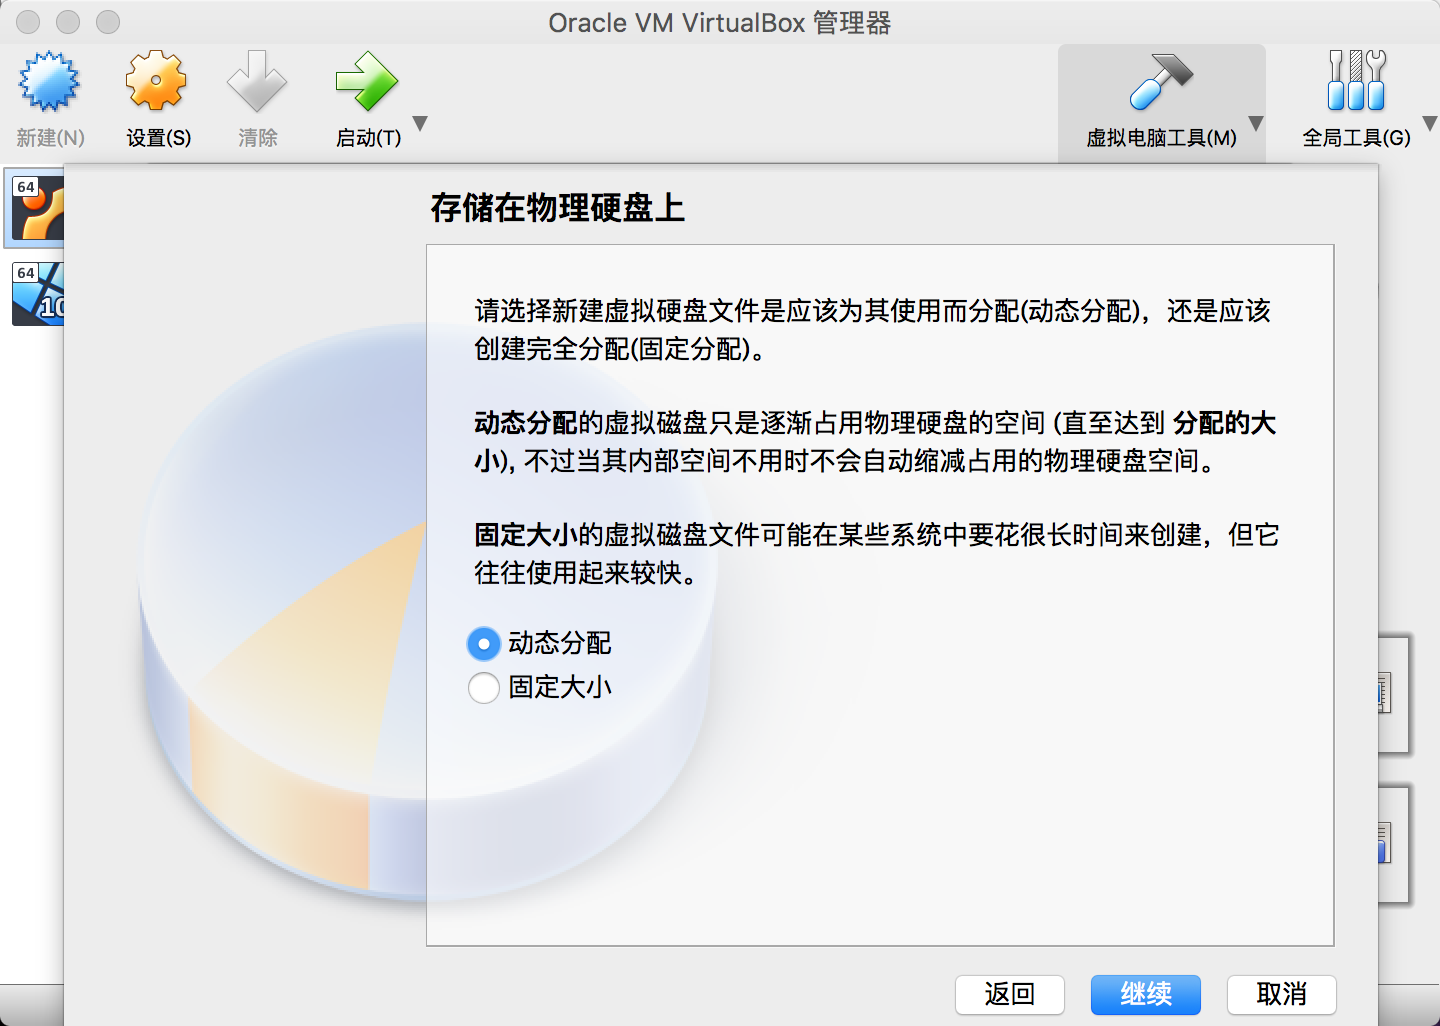 Oracle VM VirtualBox 管理器
新建(N)
设置(S)
清除
启动(T)
虚拟电脑工具(M)
全局工具(G)
64
64
10
存储在物理硬盘上
请选择新建虚拟硬盘文件是应该为其使用而分配(动态分配)，还是应该
创建完全分配(固定分配)。
动态分配的虚拟磁盘只是逐渐占用物理硬盘的空间 (直至达到 分配的大
小), 不过当其内部空间不用时不会自动缩减占用的物理硬盘空间。
固定大小的虚拟磁盘文件可能在某些系统中要花很长时间来创建，但它
往往使用起来较快。
动态分配
固定大小
返回
继续
取消